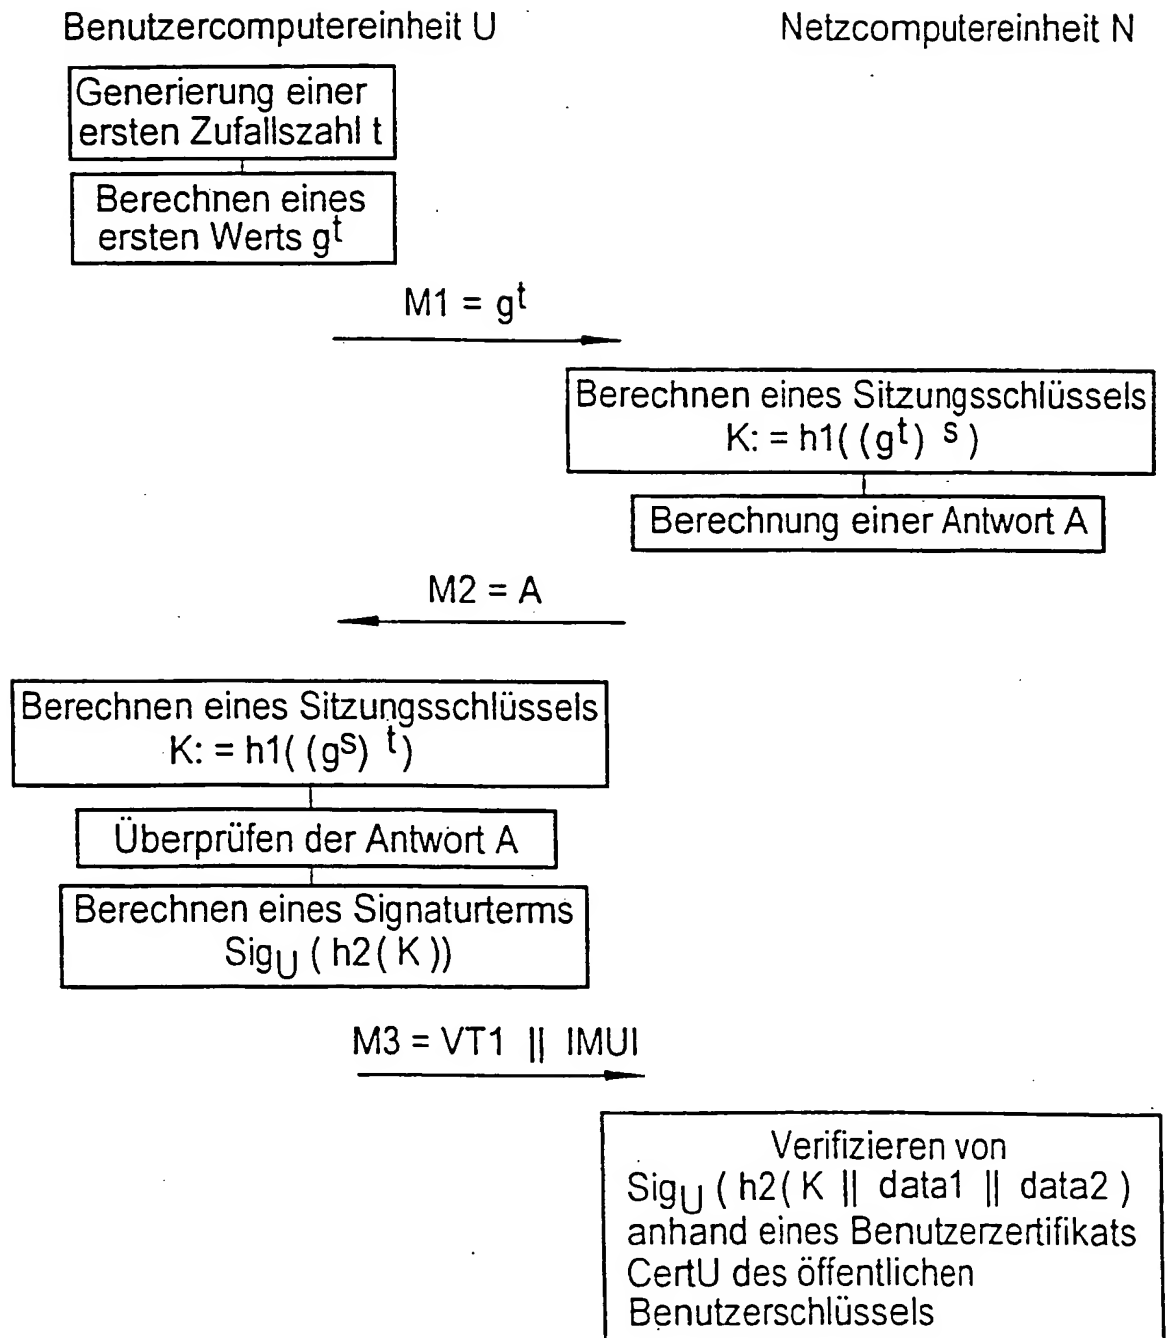 Benutzercomputereinheit U
Netzcomputereinheit N
Generierung einer
ersten Zufallszahl t
Berechnen eines
ersten Werts g^t
M1 = g^t
Berechnen eines Sitzungsschlüssels
K: = h1( (g^t) ^s )
Berechnung einer Antwort A
M2 = A
Berechnen eines Sitzungsschlüssels
K: = h1( (g^s) ^t )
Überprüfen der Antwort A
Berechnen eines Signaturterms
Sig_U ( h2( K ))
M3 = VT1 || IMUI
Verifizieren von
Sig_U ( h2( K || data1 || data2 )
anhand eines Benutzerzertifikats
CertU des öffentlichen
Benutzerschlüssels